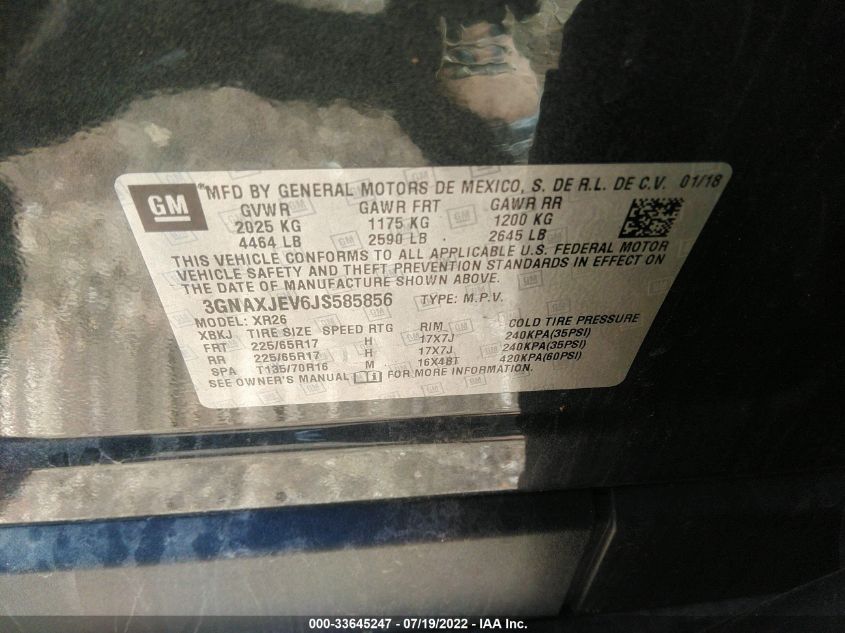 GM
®MFD BY GENERAL MOTORS DE MEXICO, S. DE R.L. DE C.V. 01/18
GVWR GAWR FRT GAWR RR
2025 KG 1175 KG 1200 KG
4464 LB 2590 LB 2645 LB
THIS VEHICLE CONFORMS TO ALL APPLICABLE U.S. FEDERAL MOTOR
VEHICLE SAFETY AND THEFT PREVENTION STANDARDS IN EFFECT ON
THE DATE OF MANUFACTURE SHOWN ABOVE.
3GNAXJEV6JS585856 TYPE: M.P.V.
MODEL: XR26
XBKJ TIRE SIZE SPEED RTG RIM COLD TIRE PRESSURE
FRT 225/65R17 H 17X7J 240KPA(35PSI)
RR 225/65R17 H 17X7J 240KPA(35PSI)
SPA T135/70R16 M 16X4BT 420KPA(60PSI)
SEE OWNER'S MANUAL FOR MORE INFORMATION.
000-33645247 - 07/19/2022 - IAA Inc.